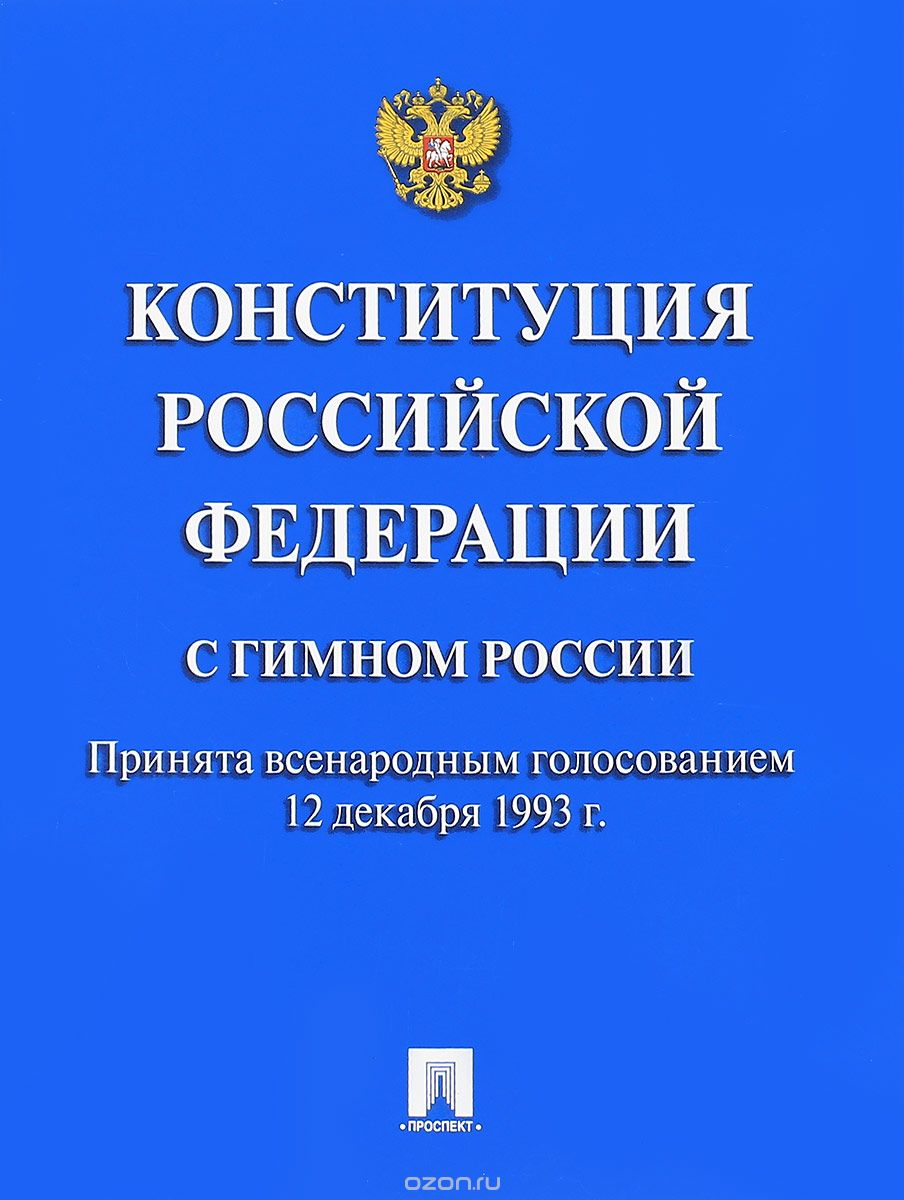 КОНСТИТУЦИЯ
РОССИЙСКОЙ
ФЕДЕРАЦИИ
С ГИМНОМ РОССИИ
Принята всенародным голосованием
12 декабря 1993 г.
• ПРОСПЕКТ •
ozon.ru